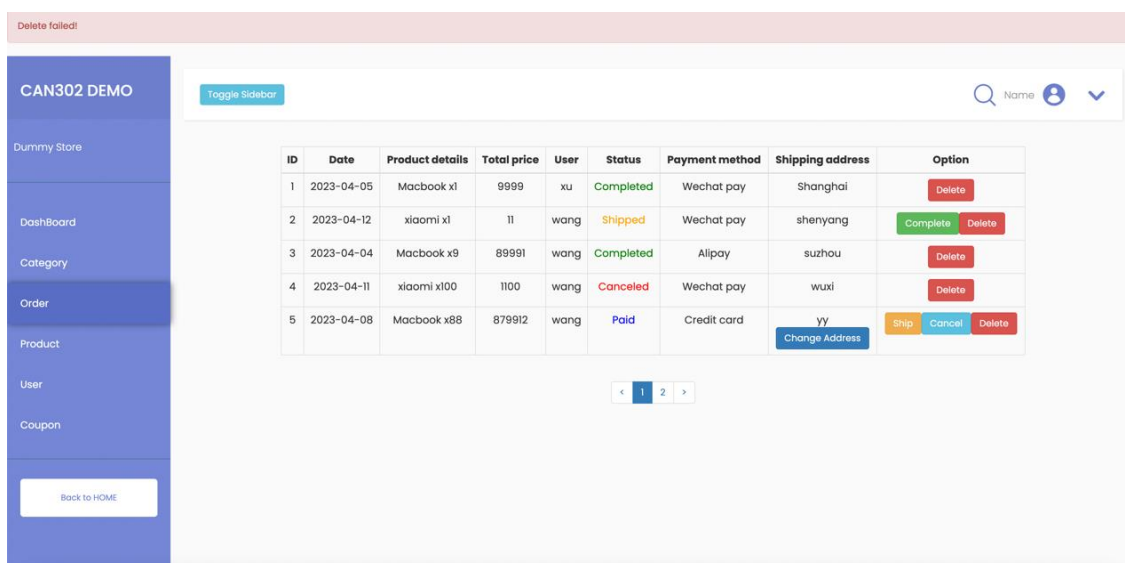 Delete failed!
CAN302 DEMO
Toggle Sidebar
Name
Dummy Store
DashBoard
Category
Order
Product
User
Coupon
Back to HOME
ID Date Product details Total price User Status Payment method Shipping address Option
1 2023-04-05 Macbook x1 9999 xu Completed Wechat pay Shanghai Delete
2 2023-04-12 xiaomi x1 11 wang Shipped Wechat pay shenyang Complete Delete
3 2023-04-04 Macbook x9 89991 wang Completed Alipay suzhou Delete
4 2023-04-11 xiaomi x100 1100 wang Canceled Wechat pay wuxi Delete
5 2023-04-08 Macbook x88 879912 wang Paid Credit card yy Ship Cancel Delete
Change Address
< 1 2 >